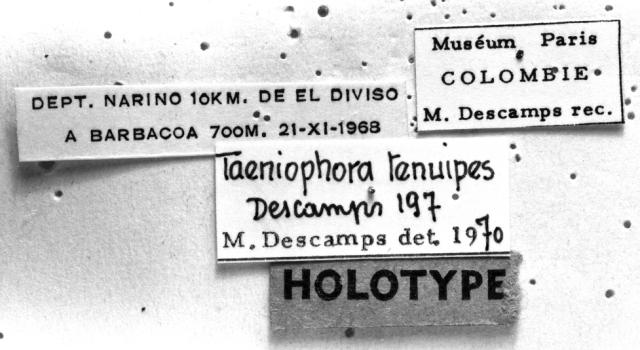 Muséum Paris
COLOMBIE
M. Descamps rec.
DEPT. NARINO 10KM. DE EL DIVISO
A BARBACOA 700M. 21-XI-1968
Taeniophora tenuipes
Descamps 197
M. Descamps det. 1970
HOLOTYPE